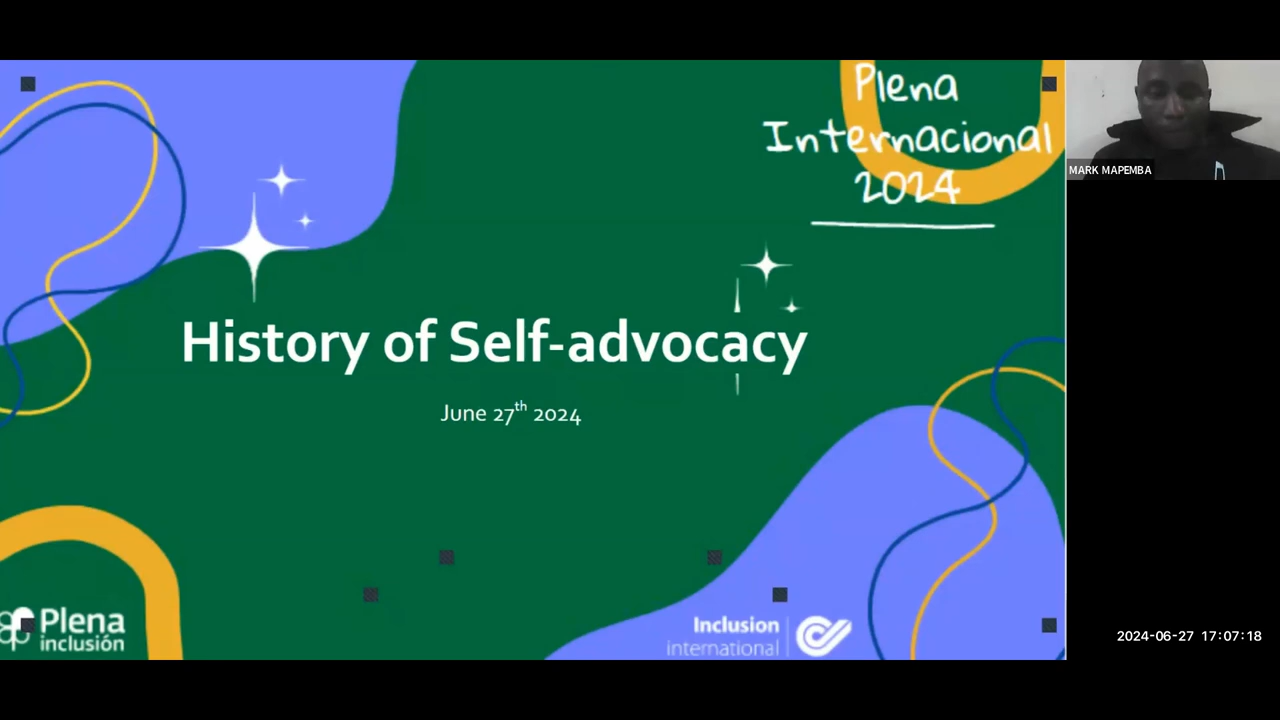 Plena
Internacional
2024
History of Self-advocacy
June 27th 2024
Plena
inclusión
Inclusion
international
MARK MAPEMBA
2024-06-27 17:07:18